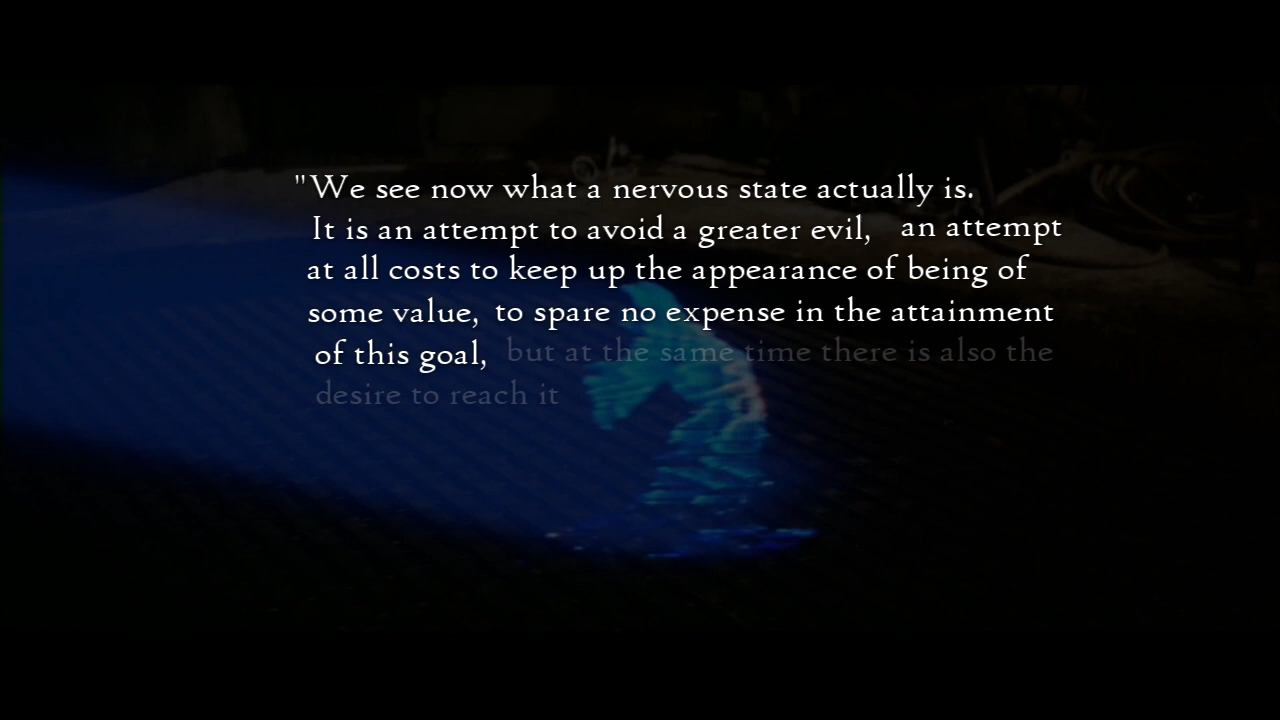 "We see now what a nervous state actually is.
It is an attempt to avoid a greater evil, an attempt
at all costs to keep up the appearance of being of
some value, to spare no expense in the attainment
of this goal, but at the same time there is also the
desire to reach it